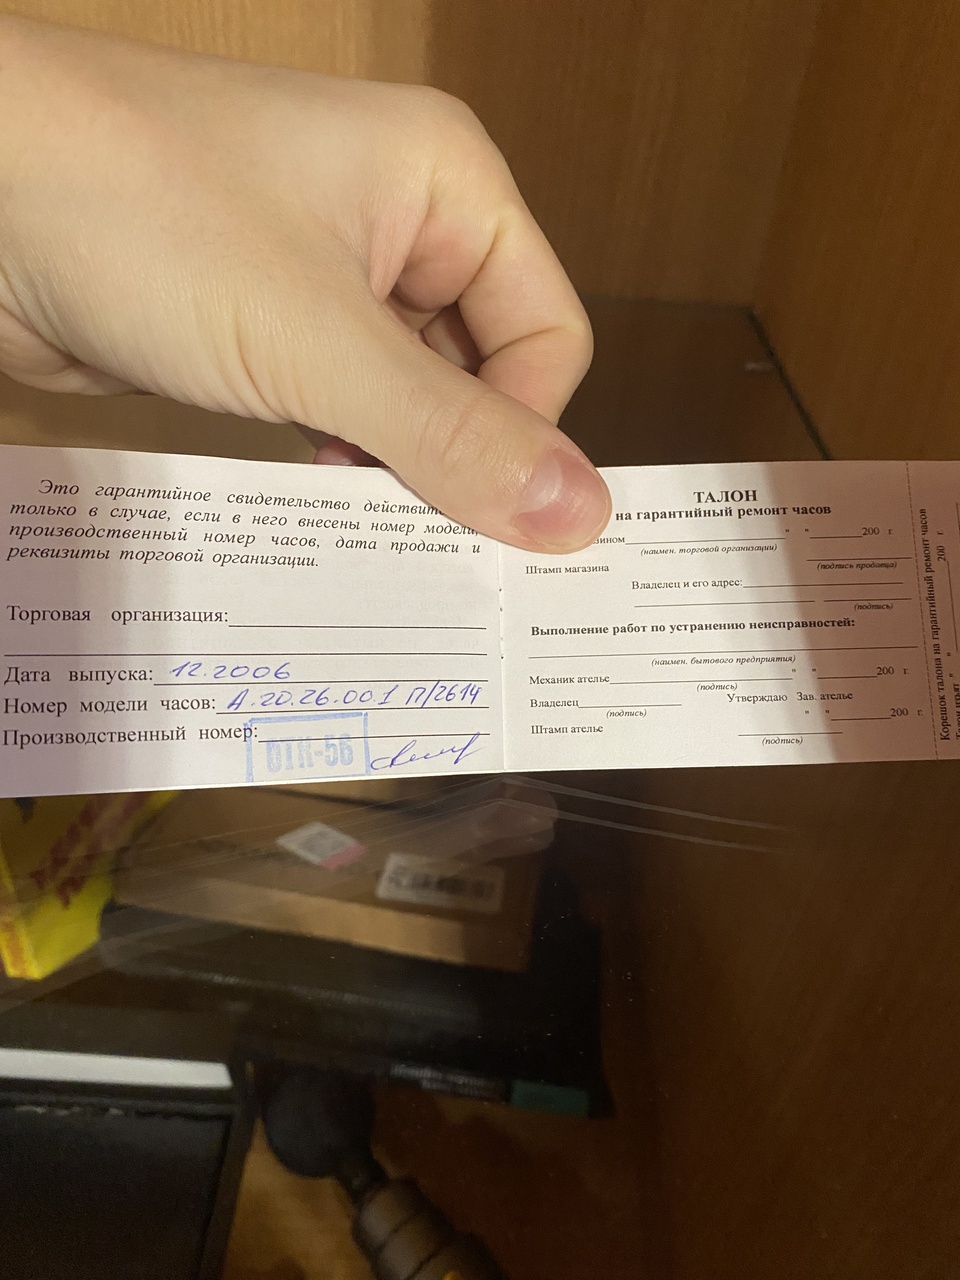 Это гарантийное свидетельство
только в случае, если в него внесены номер модели,
производственный номер часов, дата продажи и
реквизиты торговой организации.
Торговая организация:
Дата выпуска: 12.2006
Номер модели часов: А.20.26.00.1 П/2614
Производственный номер:
ОТК-56
ТАЛОН
на гарантийный ремонт часов
" " 200 г.
(наимен. торговой организации)
Штамп магазина (подпись продавца)
Владелец и его адрес:
(подпись)
Выполнение работ по устранению неисправностей:
(наимен. бытового предприятия)
Механик ателье " " 200 г.
(подпись)
Владелец Утверждаю Зав. ателье
(подпись) " " 200 г.
Штамп ателье
(подпись)
Корешок талона на гарантийный ремонт часов
" 200 г.